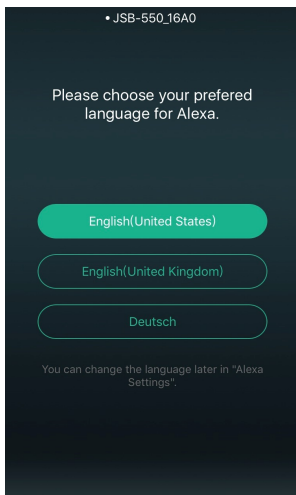 • JSB-550_16A0
Please choose your prefered
language for Alexa.
English(United States)
English(United Kingdom)
Deutsch
You can change the language later in "Alexa
Settings".